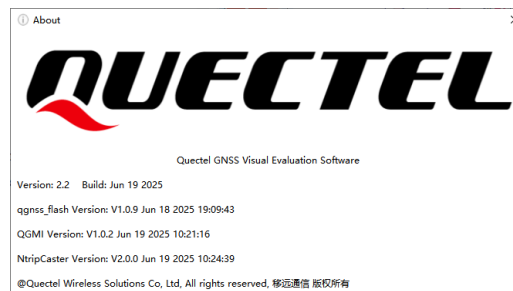 About
QUECTEL
Quectel GNSS Visual Evaluation Software
Version: 2.2 Build: Jun 19 2025
qgnss_flash Version: V1.0.9 Jun 18 2025 19:09:43
QGMI Version: V1.0.2 Jun 19 2025 10:21:16
NtripCaster Version: V2.0.0 Jun 19 2025 10:24:39
@Quectel Wireless Solutions Co, Ltd, All rights reserved, 移远通信 版权所有